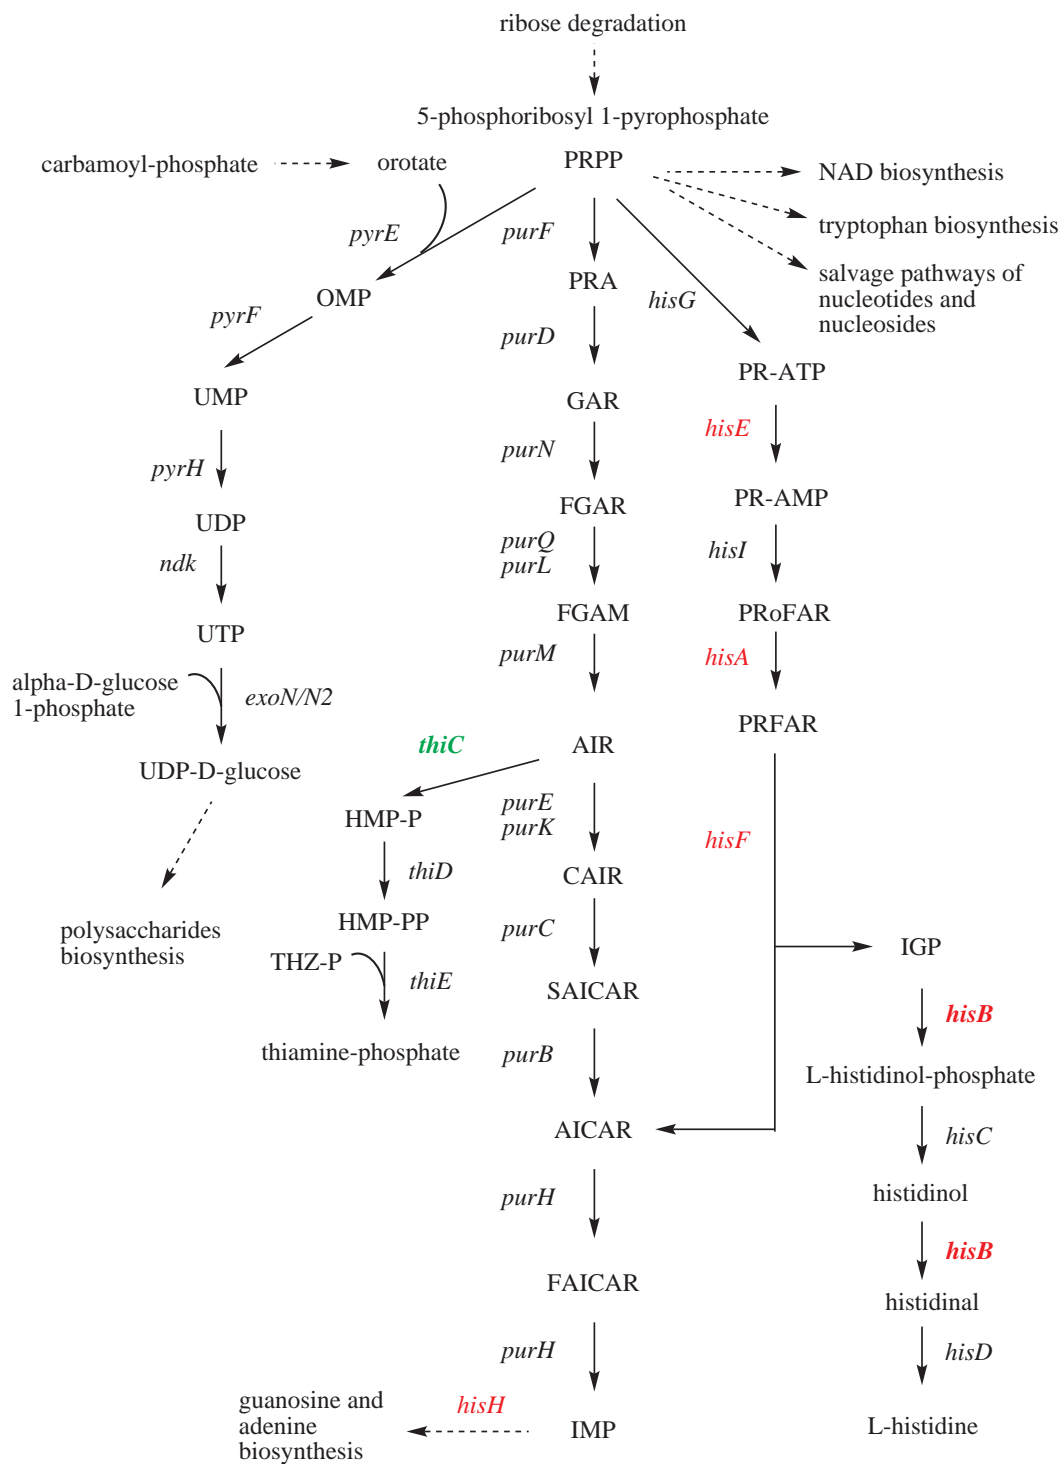 ribose degradation
5-phosphoribosyl 1-pyrophosphate
carbamoyl-phosphate
orotate
PRPP
NAD biosynthesis
tryptophan biosynthesis
salvage pathways of
nucleotides and
nucleosides
pyrE
purF
hisG
OMP
PRA
pyrF
purD
PR-ATP
UMP
GAR
hisE
pyrH
purN
PR-AMP
UDP
FGAR
ndk
purQ
purL
hisI
UTP
FGAM
PRoFAR
purM
hisA
alpha-D-glucose
1-phosphate
exoN/N2
PRFAR
thiC
AIR
UDP-D-glucose
HMP-P
purE
purK
hisF
thiD
CAIR
polysaccharides
biosynthesis
HMP-PP
purC
IGP
THZ-P
thiE
SAICAR
hisB
thiamine-phosphate
purB
L-histidinol-phosphate
AICAR
hisC
purH
histidinol
hisB
FAICAR
histidinal
purH
hisD
guanosine and
adenine
biosynthesis
hisH
IMP
L-histidine